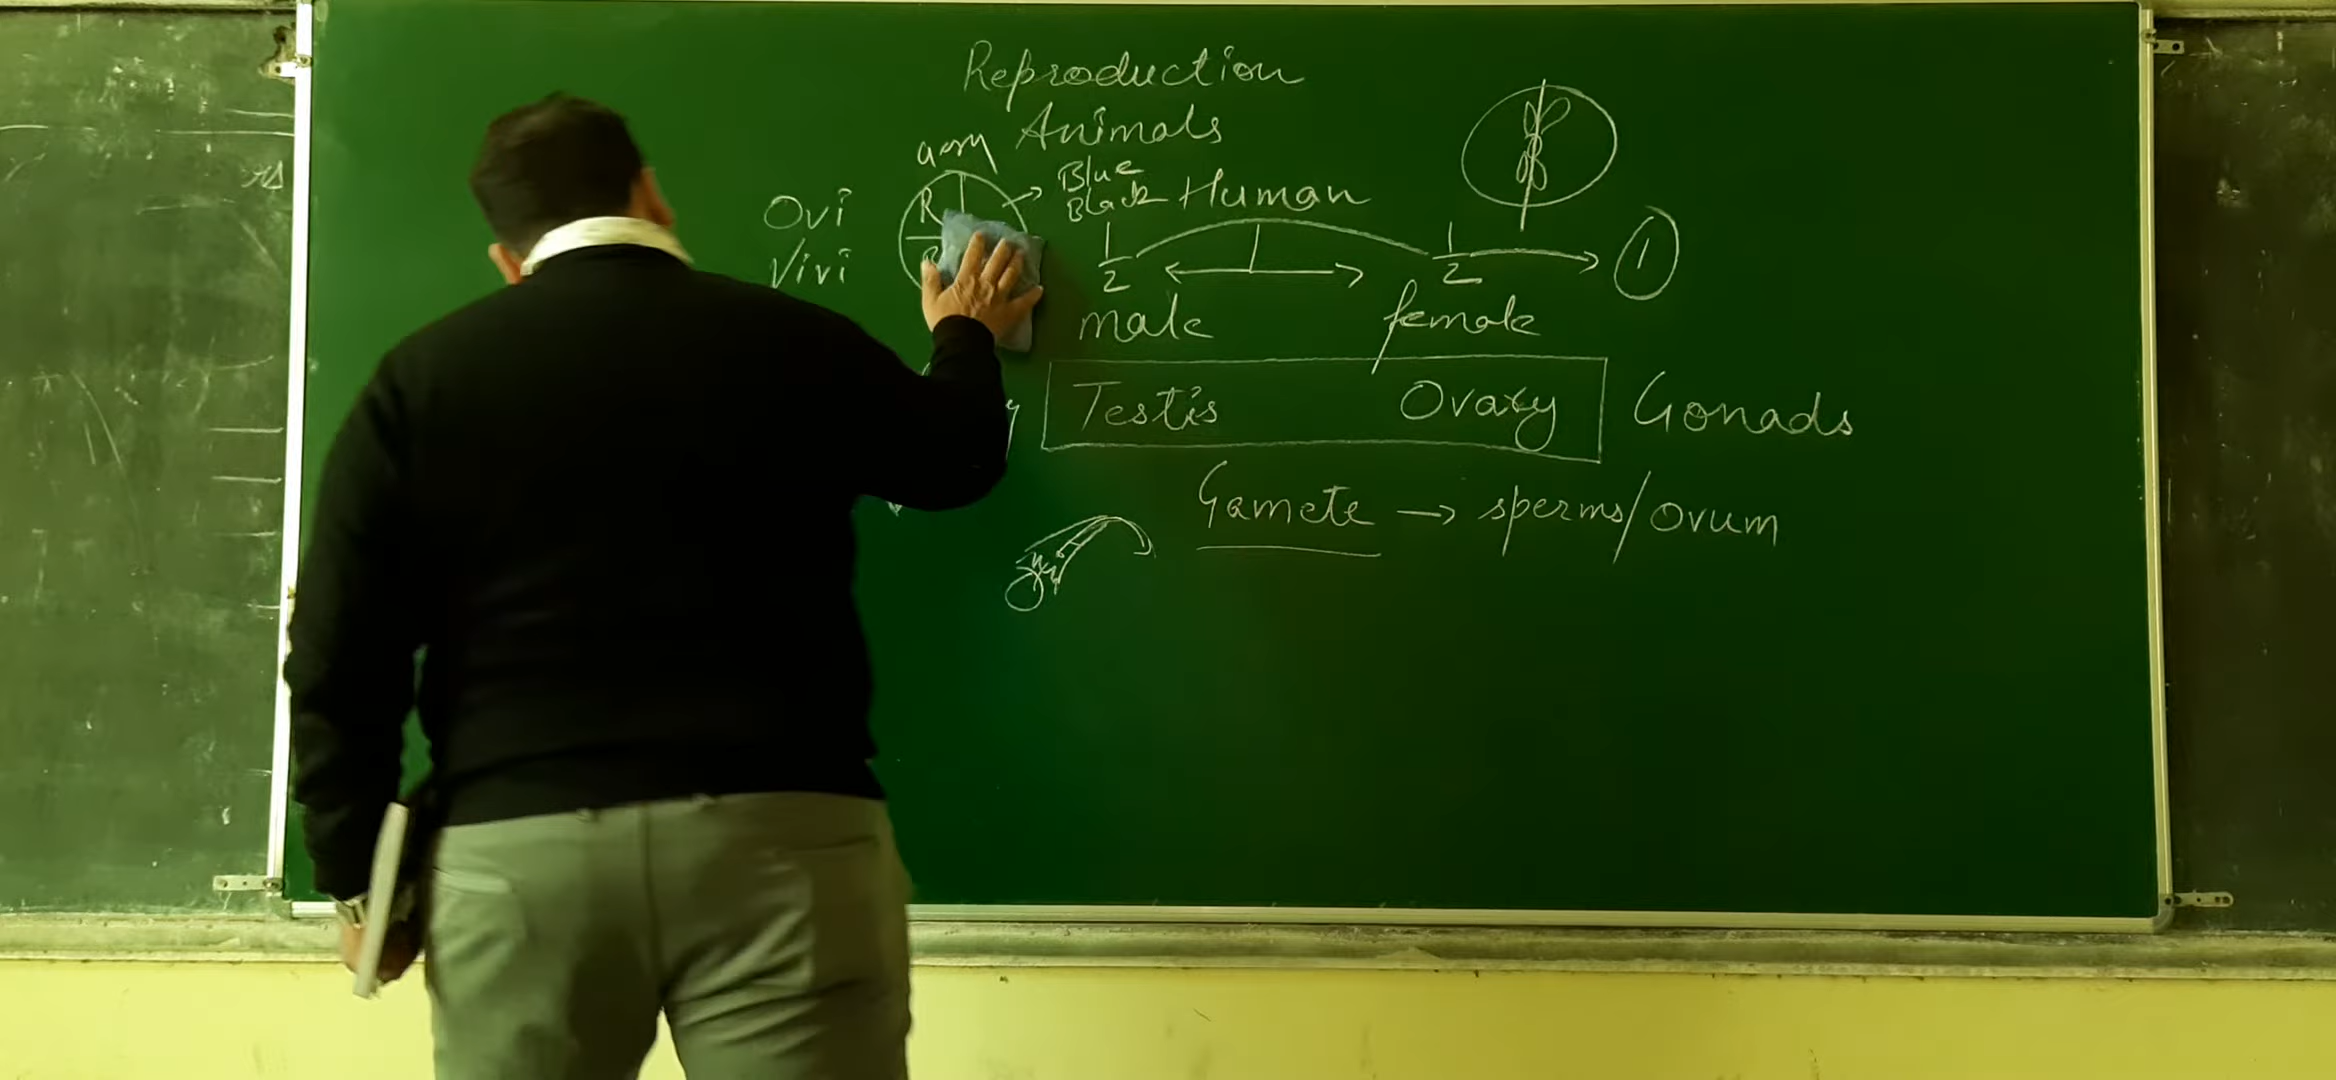 Reproduction
Animals
Ovi
Vivi
R
Blue
Black
Human
1/2
1/2
1
male
female
Testis Ovary Gonads
Gamete → sperms/ovum